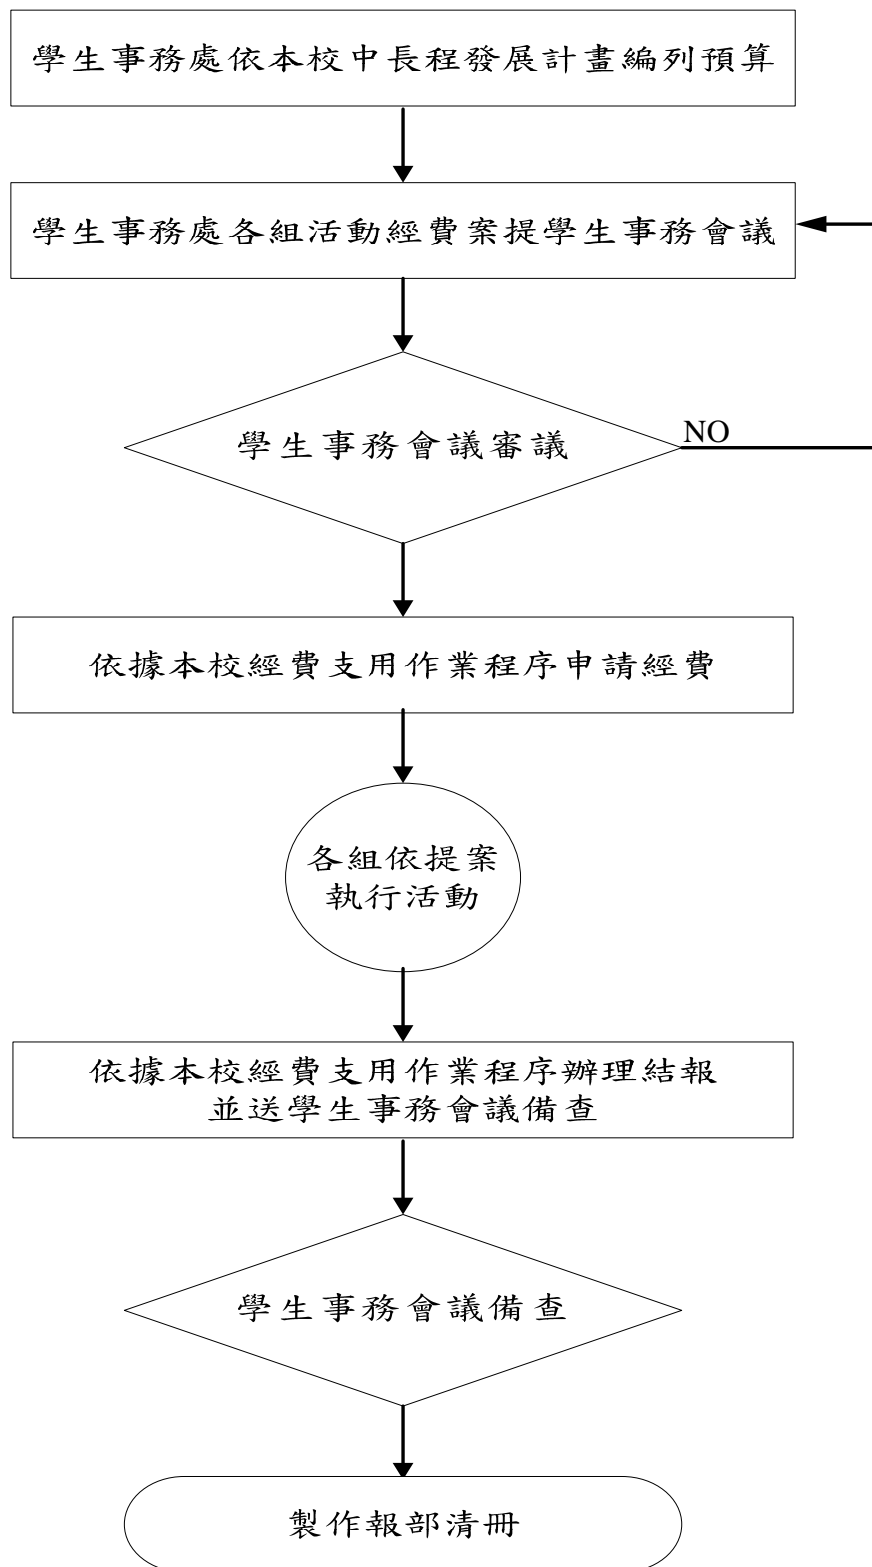 學生事務處依本校中長程發展計畫編列預算
學生事務處各組活動經費案提學生事務會議
學生事務會議審議
NO
依據本校經費支用作業程序申請經費
各組依提案
執行活動
依據本校經費支用作業程序辦理結報
並送學生事務會議備查
學生事務會議備查
製作報部清冊